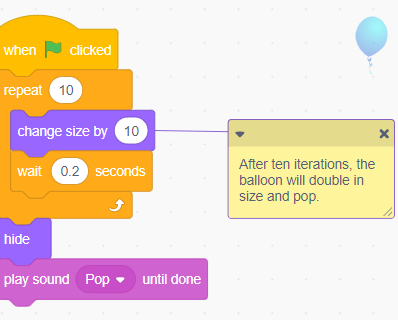 when clicked
repeat 10
change size by 10
wait 0.2 seconds
After ten iterations, the
balloon will double in
size and pop.
hide
play sound Pop until done